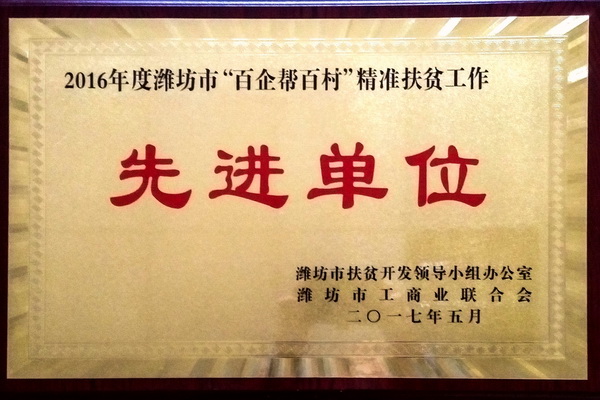 2016年度潍坊市“百企帮百村”精准扶贫工作
先进单位
潍坊市扶贫开发领导小组办公室
潍坊市工商业联合会
二〇一七年五月